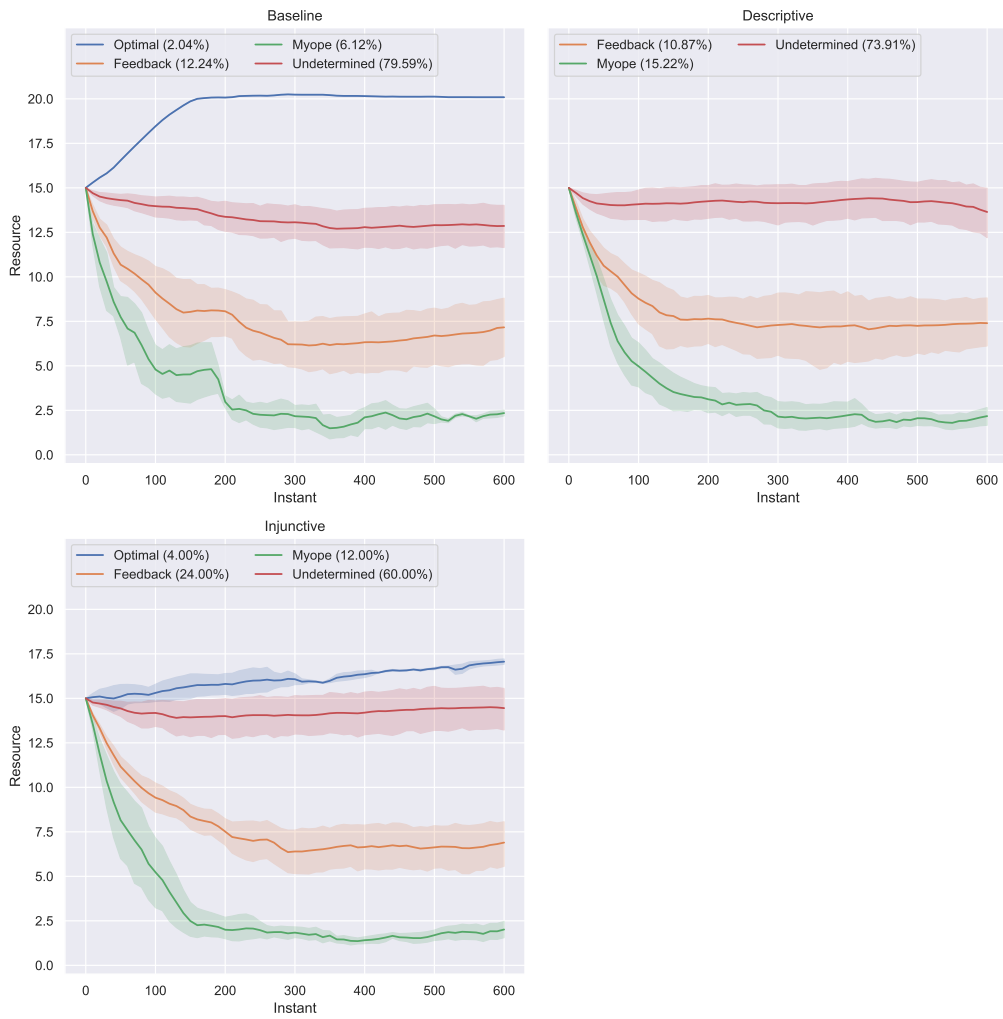 Baseline
Optimal (2.04%) Myope (6.12%)
Feedback (12.24%) Undetermined (79.59%)
20.0
17.5
15.0
12.5
10.0
7.5
5.0
2.5
0.0
Resource
0 100 200 300 400 500 600
Instant
Descriptive
Feedback (10.87%) Undetermined (73.91%)
Myope (15.22%)
0 100 200 300 400 500 600
Instant
Injunctive
Optimal (4.00%) Myope (12.00%)
Feedback (24.00%) Undetermined (60.00%)
20.0
17.5
15.0
12.5
10.0
7.5
5.0
2.5
0.0
Resource
0 100 200 300 400 500 600
Instant